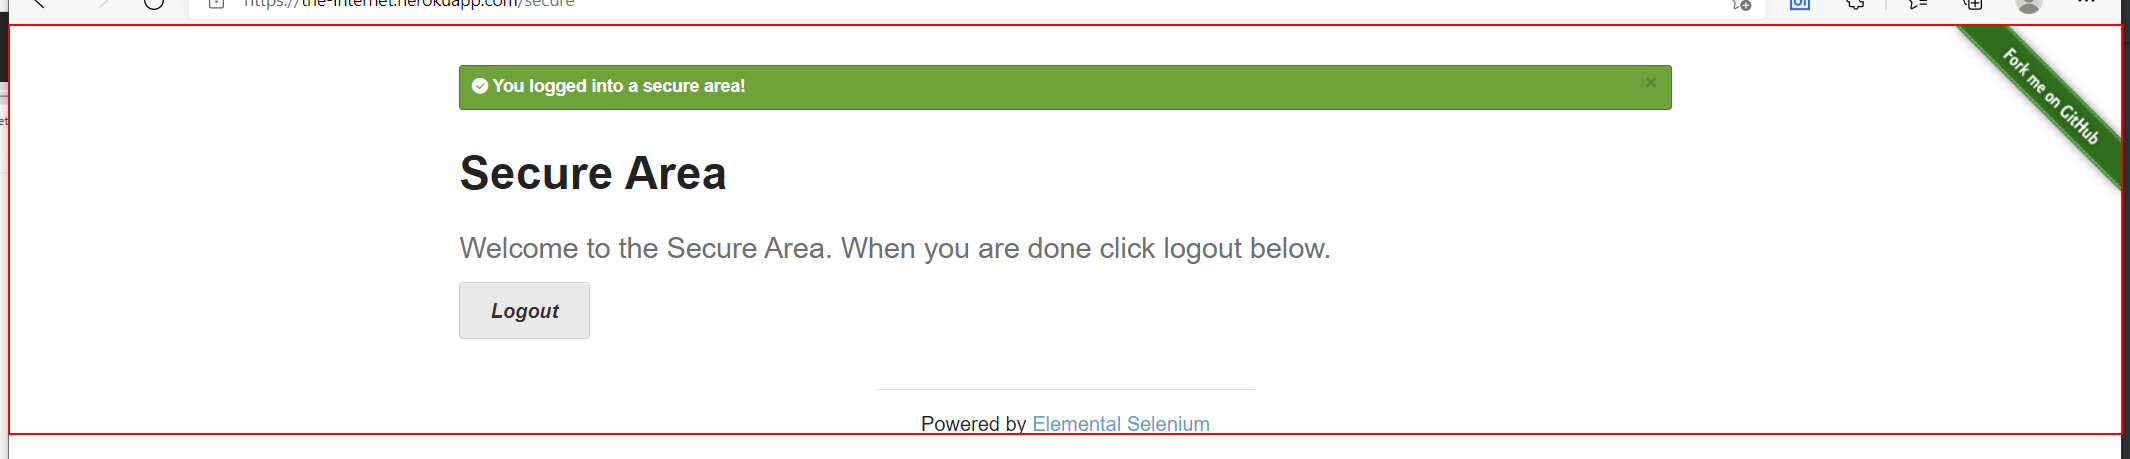 https://the-internet.herokuapp.com/secure
You logged into a secure area!
×
Fork me on GitHub
Secure Area
Welcome to the Secure Area. When you are done click logout below.
Logout
Powered by Elemental Selenium